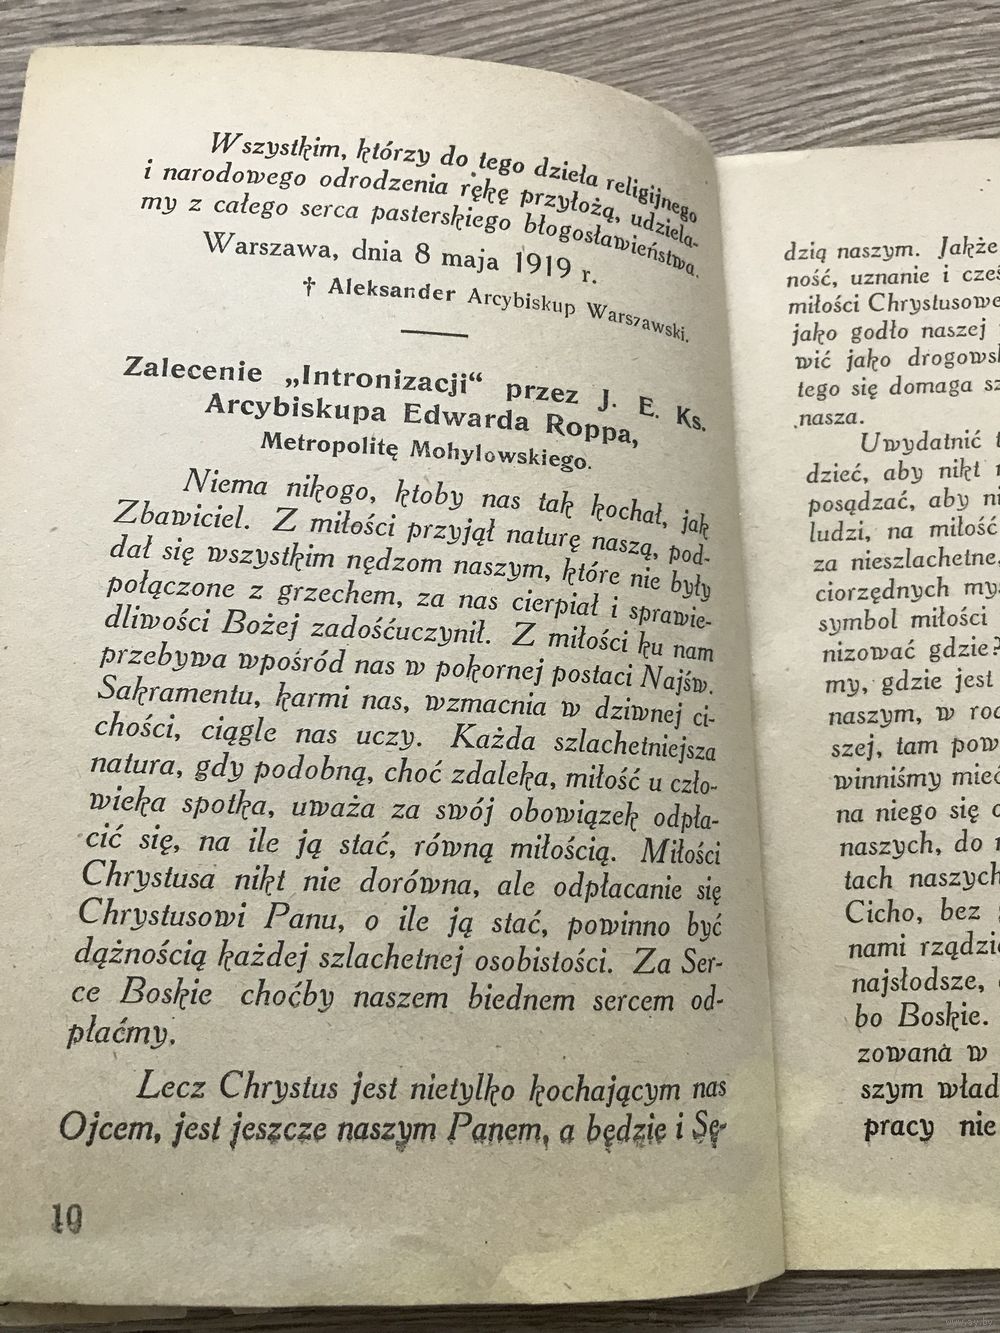 Wszystkim, którzy do tego dzieła religijnego
i narodowego odrodzenia rękę przyłożą, udziela-
my z całego serca pasterskiego błogosławieństwa.
Warszawa, dnia 8 maja 1919 r.
† Aleksander Arcybiskup Warszawski.
Zalecenie „Intronizacji“ przez J. E. Ks.
Arcybiskupa Edwarda Roppa,
Metropolitę Mohylowskiego.
Niema nikogo, ktoby nas tak kochał, jak
Zbawiciel. Z miłości przyjął naturę naszą, pod-
dał się wszystkim nędzom naszym, które nie były
połączone z grzechem, za nas cierpiał i sprawie-
dliwości Bożej zadośćuczynił. Z miłości ku nam
przebywa wpośród nas w pokornej postaci Najśw.
Sakramentu, karmi nas, wzmacnia w dziwnej ci-
chości, ciągle nas uczy. Każda szlachetniejsza
natura, gdy podobną, choć zdaleka, miłość u czło-
wieka spotka, uważa za swój obowiązek odpła-
cić się, na ile ją stać, równą miłością. Miłości
Chrystusa nikt nie dorówna, ale odpłacanie się
Chrystusowi Panu, o ile ją stać, powinno być
dążnością każdej szlachetnej osobistości. Za Ser-
ce Boskie choćby naszem biednem sercem od-
płaćmy.
Lecz Chrystus jest nietylko kochającym nas
Ojcem, jest jeszcze naszym Panem, a będzie i Sę-
10
dzią naszym. Jakże
ność, uznanie i cześ
miłości Chrystusowe
jako godło naszej
wić jako drogowsk
tego się domaga sz
nasza.
Uwydatnić t
dzieć, aby nikt n
posądzać, aby ni
ludzi, na miłość
za nieszlachetne,
ciorzędnych mys
symbol miłości
nizować gdzie?
my, gdzie jest
naszym, w rod
szej, tam pow
winniśmy mieć
na niego się o
naszych, do n
tach naszych
Cicho, bez
nami rządzi
najsłodsze,
bo Boskie.
zowana w
szym wład
pracy nie
www.ay.by